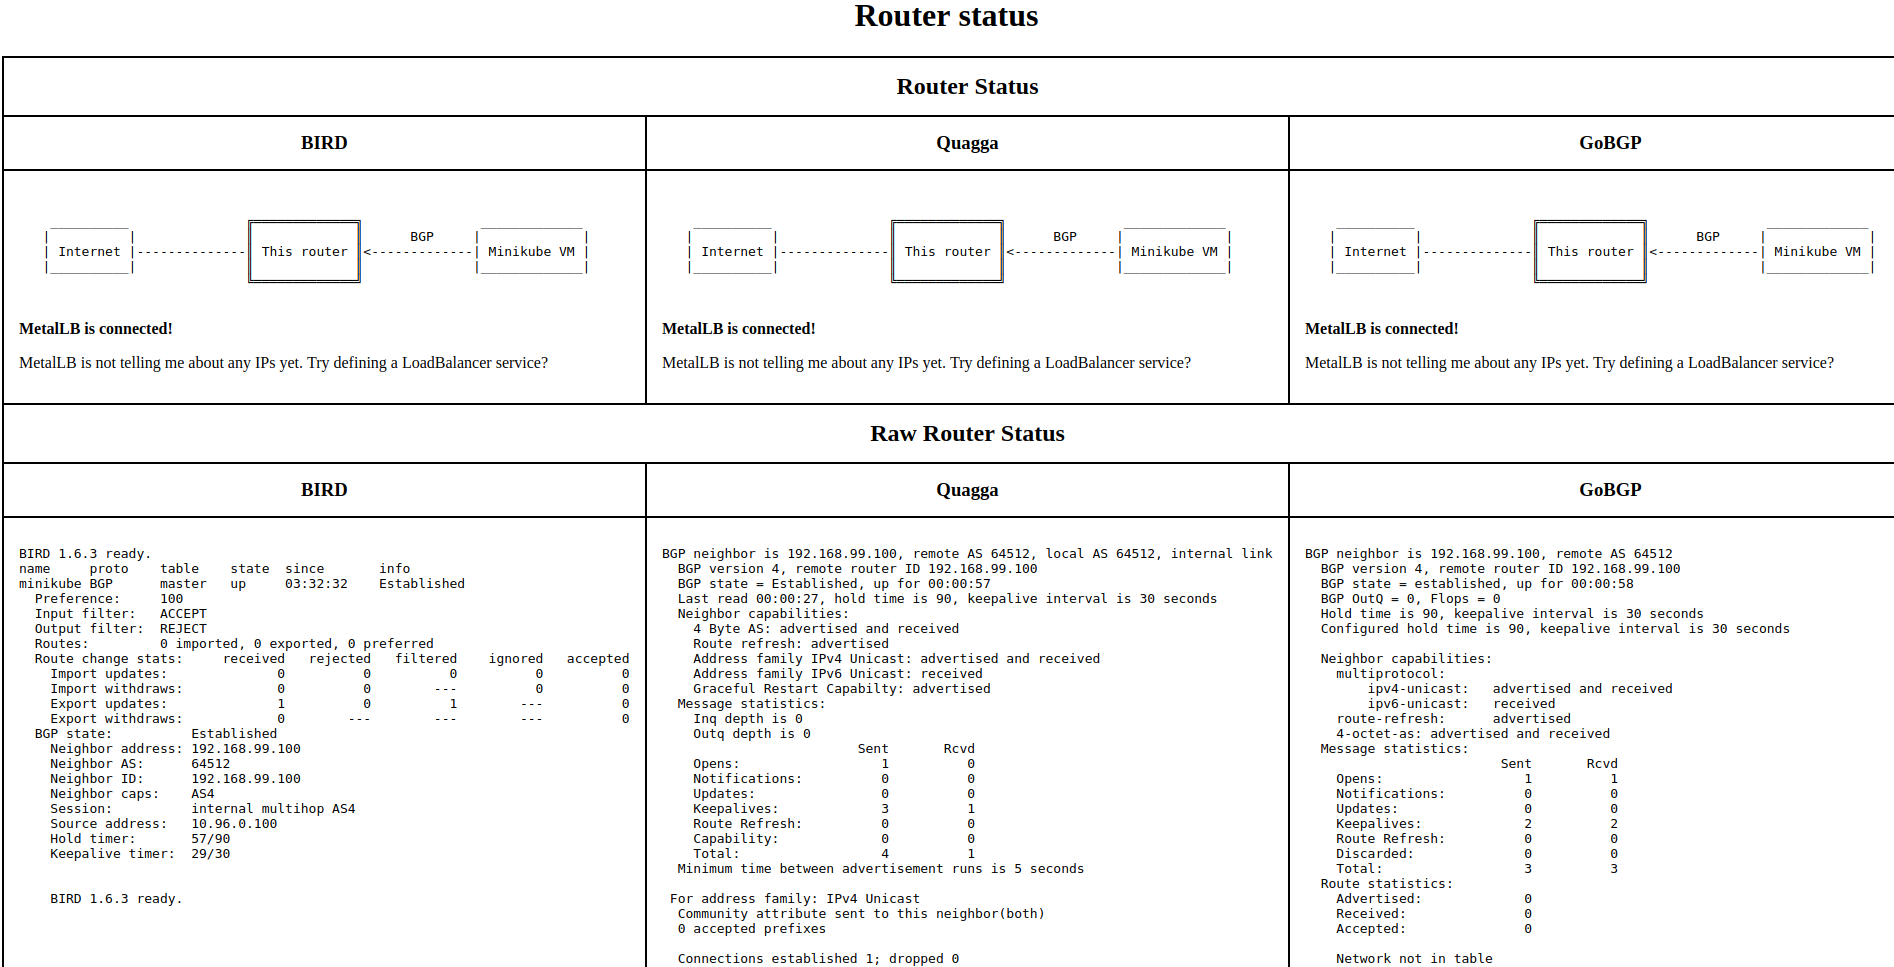 Router status
Router Status
BIRD
Quagga
GoBGP
BGP
Internet
This router
Minikube VM
MetalLB is connected!
MetalLB is not telling me about any IPs yet. Try defining a LoadBalancer service?
BGP
Internet
This router
Minikube VM
MetalLB is connected!
MetalLB is not telling me about any IPs yet. Try defining a LoadBalancer service?
BGP
Internet
This router
Minikube VM
MetalLB is connected!
MetalLB is not telling me about any IPs yet. Try defining a LoadBalancer service?
Raw Router Status
BIRD
Quagga
GoBGP
BIRD 1.6.3 ready.
name     proto    table    state  since       info
minikube BGP      master   up     03:32:32    Established
  Preference:     100
  Input filter:   ACCEPT
  Output filter:  REJECT
  Routes:         0 imported, 0 exported, 0 preferred
  Route change stats:     received   rejected   filtered    ignored   accepted
    Import updates:              0          0          0          0          0
    Import withdraws:            0          0        ---          0          0
    Export updates:              1          0          1        ---          0
    Export withdraws:            0        ---        ---        ---          0
  BGP state:          Established
    Neighbor address: 192.168.99.100
    Neighbor AS:      64512
    Neighbor ID:      192.168.99.100
    Neighbor caps:    AS4
    Session:          internal multihop AS4
    Source address:   10.96.0.100
    Hold timer:       57/90
    Keepalive timer:  29/30
    BIRD 1.6.3 ready.
BGP neighbor is 192.168.99.100, remote AS 64512, local AS 64512, internal link
  BGP version 4, remote router ID 192.168.99.100
  BGP state = Established, up for 00:00:57
  Last read 00:00:27, hold time is 90, keepalive interval is 30 seconds
  Neighbor capabilities:
    4 Byte AS: advertised and received
    Route refresh: advertised
    Address family IPv4 Unicast: advertised and received
    Address family IPv6 Unicast: received
    Graceful Restart Capabilty: advertised
  Message statistics:
    Inq depth is 0
    Outq depth is 0
                         Sent       Rcvd
    Opens:                  1          0
    Notifications:          0          0
    Updates:                0          0
    Keepalives:             3          1
    Route Refresh:          0          0
    Capability:             0          0
    Total:                  4          1
  Minimum time between advertisement runs is 5 seconds
 For address family: IPv4 Unicast
  Community attribute sent to this neighbor(both)
  0 accepted prefixes
  Connections established 1; dropped 0
BGP neighbor is 192.168.99.100, remote AS 64512
  BGP version 4, remote router ID 192.168.99.100
  BGP state = established, up for 00:00:58
  BGP OutQ = 0, Flops = 0
  Hold time is 90, keepalive interval is 30 seconds
  Configured hold time is 90, keepalive interval is 30 seconds
  Neighbor capabilities:
    multiprotocol:
        ipv4-unicast:   advertised and received
        ipv6-unicast:   received
    route-refresh:      advertised
    4-octet-as: advertised and received
  Message statistics:
                         Sent       Rcvd
    Opens:                  1          1
    Notifications:          0          0
    Updates:                0          0
    Keepalives:             2          2
    Route Refresh:          0          0
    Discarded:              0          0
    Total:                  3          3
  Route statistics:
    Advertised:             0
    Received:               0
    Accepted:               0
    Network not in table